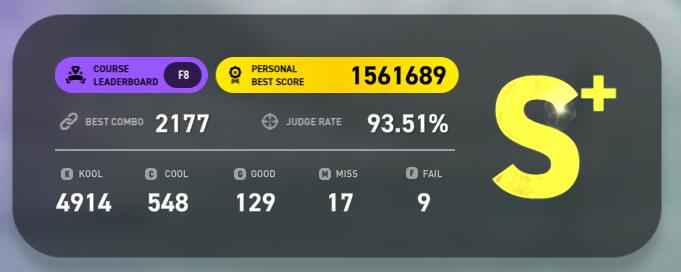 COURSE
LEADERBOARD F8
PERSONAL
BEST SCORE 1561689
BEST COMBO 2177 JUDGE RATE 93.51%
S+
K KOOL C COOL G GOOD M MISS F FAIL
4914 548 129 17 9